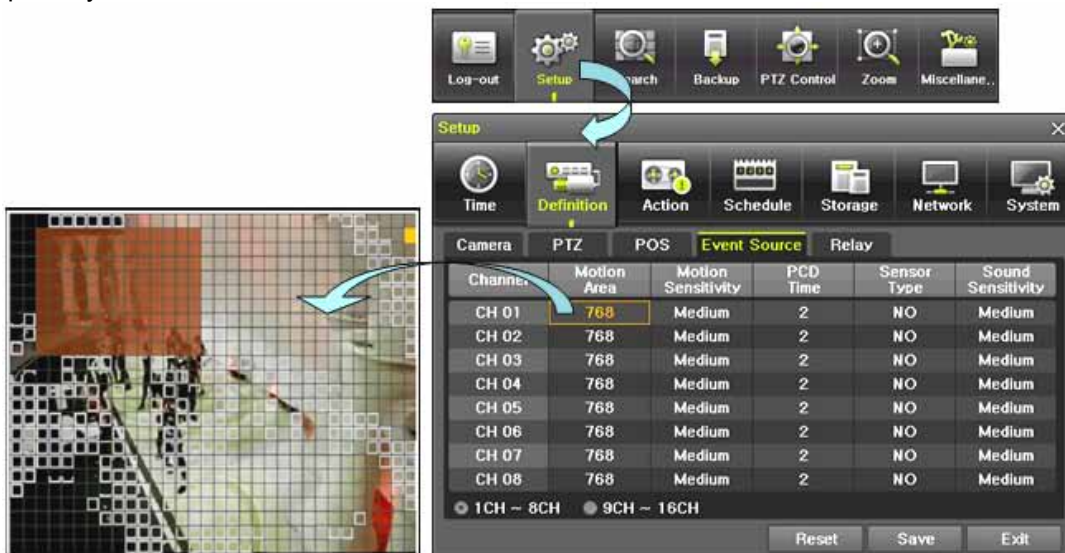 Log-out Setup Backup PTZ Control Zoom Miscellane..
Setup
Time Definition Action Schedule Storage Network System
Camera PTZ POS Event Source Relay
Channel Motion Area Motion Sensitivity PCD Time Sensor Type Sound Sensitivity
CH 01 768 Medium 2 NO Medium
CH 02 768 Medium 2 NO Medium
CH 03 768 Medium 2 NO Medium
CH 04 768 Medium 2 NO Medium
CH 05 768 Medium 2 NO Medium
CH 06 768 Medium 2 NO Medium
CH 07 768 Medium 2 NO Medium
CH 08 768 Medium 2 NO Medium
1CH ~ 8CH 9CH ~ 16CH
Reset Save Exit